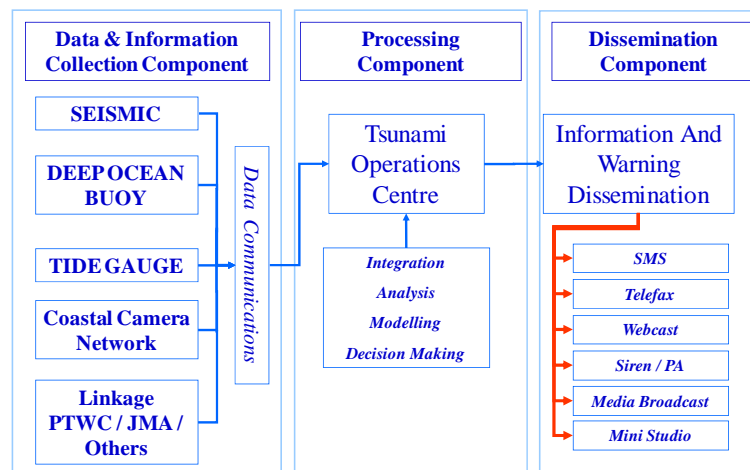 Data & Information
Collection Component
SEISMIC
DEEP OCEAN
BUOY
TIDE GAUGE
Coastal Camera
Network
Linkage
PTWC / JMA /
Others
Data Communications
Processing
Component
Tsunami
Operations
Centre
Integration
Analysis
Modelling
Decision Making
Dissemination
Component
Information And
Warning
Dissemination
SMS
Telefax
Webcast
Siren / PA
Media Broadcast
Mini Studio